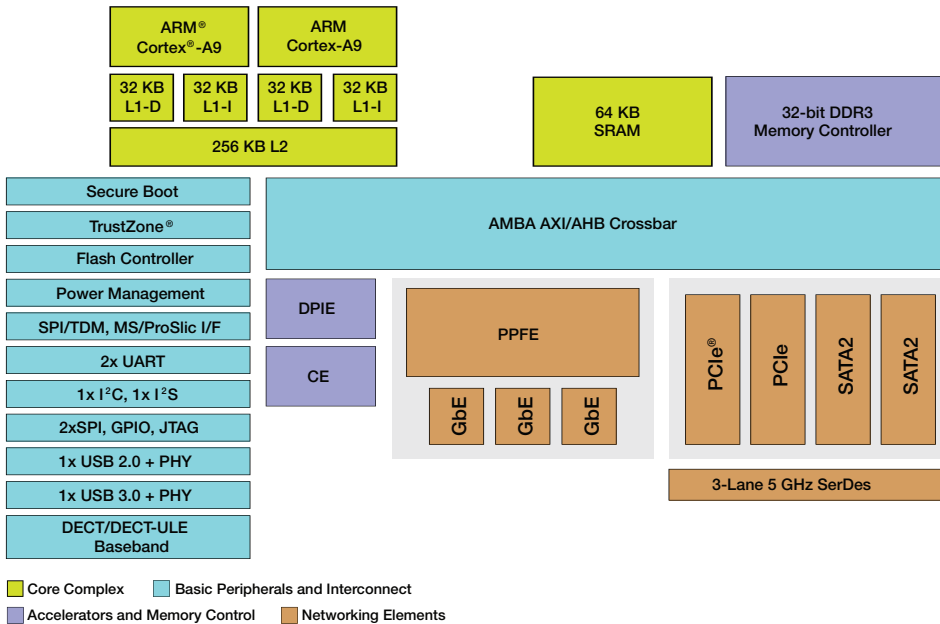 ARM®
Cortex®-A9
ARM
Cortex-A9
32 KB
L1-D
32 KB
L1-I
32 KB
L1-D
32 KB
L1-I
256 KB L2
64 KB
SRAM
32-bit DDR3
Memory Controller
Secure Boot
TrustZone®
Flash Controller
Power Management
SPI/TDM, MS/ProSlic I/F
2x UART
1x I²C, 1x I²S
2xSPI, GPIO, JTAG
1x USB 2.0 + PHY
1x USB 3.0 + PHY
DECT/DECT-ULE
Baseband
AMBA AXI/AHB Crossbar
DPIE
CE
PPFE
GbE
GbE
GbE
PCIe®
PCIe
SATA2
SATA2
3-Lane 5 GHz SerDes
Core Complex
Basic Peripherals and Interconnect
Accelerators and Memory Control
Networking Elements